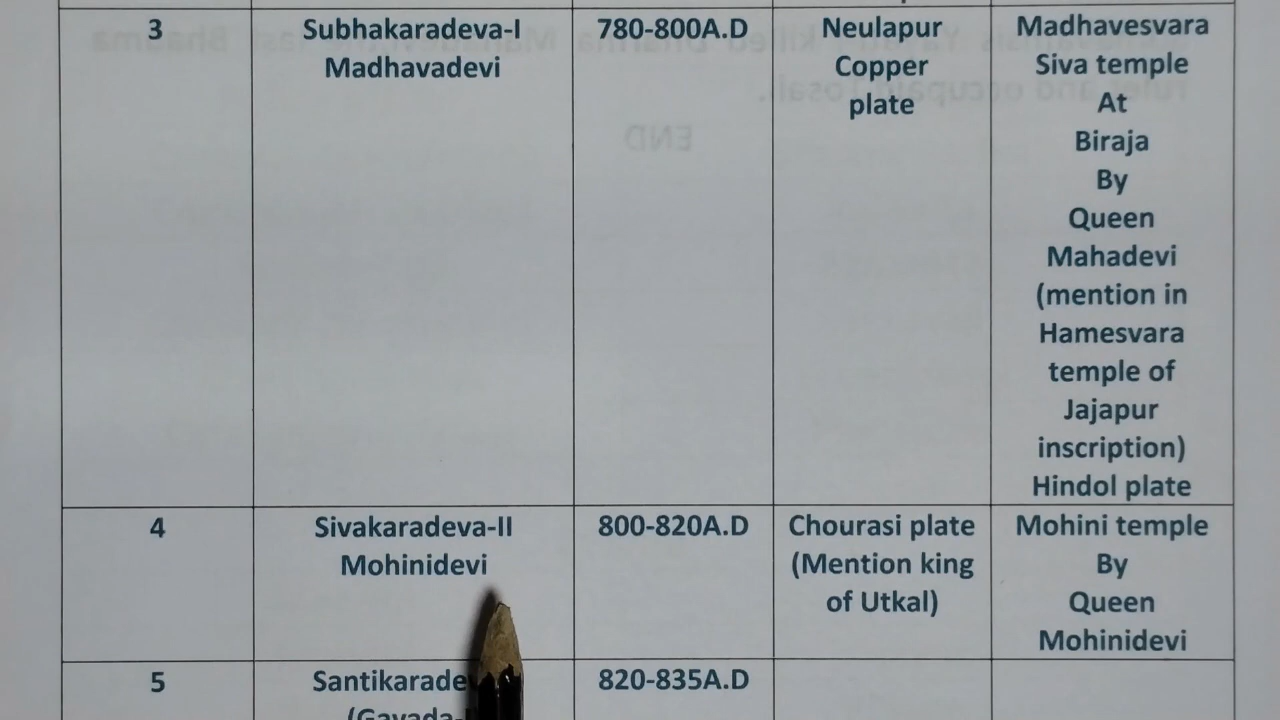 3
Subhakaradeva-I
Madhavadevi
780-800A.D
Neulapur
Copper
plate
Madhavesvara
Siva temple
At
Biraja
By
Queen
Mahadevi
(mention in
Hamesvara
temple of
Jajapur
inscription)
Hindol plate
4
Sivakaradeva-II
Mohinidevi
800-820A.D
Chourasi plate
(Mention king
of Utkal)
Mohini temple
By
Queen
Mohinidevi
5
820-835A.D
END